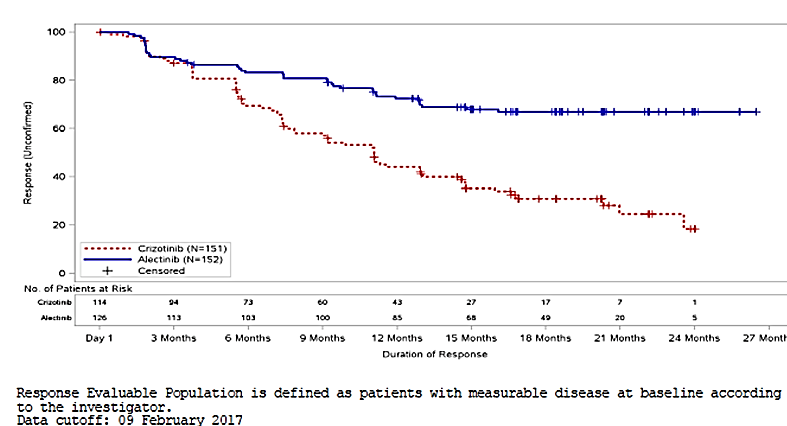 100
80
60
40
20
0
Response (Unconfirmed)
Crizotinib (N=151)
Alectinib (N=152)
Censored
No. of Patients at Risk
Crizotinib 114 94 73 60 43 27 17 7 1
Alectinib 126 113 103 100 85 68 49 20 5
Day 1 3 Months 6 Months 9 Months 12 Months 15 Months 18 Months 21 Months 24 Months 27 Month
Duration of Response
Response Evaluable Population is defined as patients with measurable disease at baseline according
to the investigator.
Data cutoff: 09 February 2017